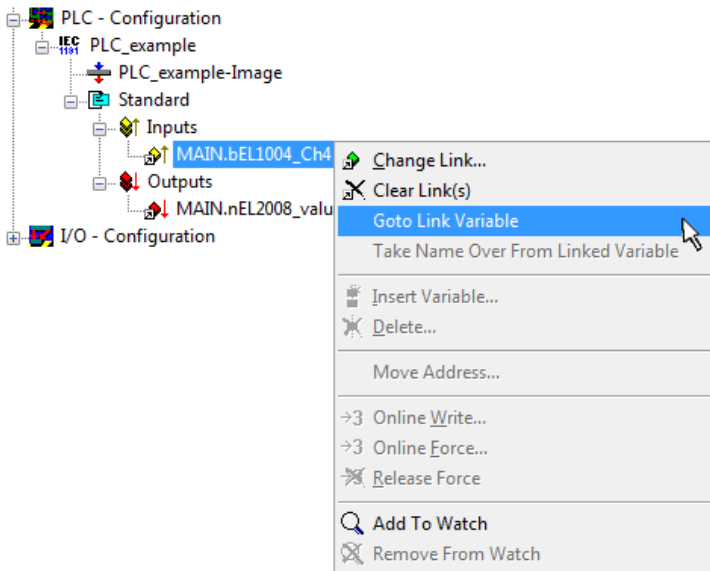 PLC - Configuration
IEC
1131
PLC_example
PLC_example-Image
Standard
Inputs
MAIN.bEL1004_Ch4
Outputs
MAIN.nEL2008_valu
I/O - Configuration
Change Link...
Clear Link(s)
Goto Link Variable
Take Name Over From Linked Variable
Insert Variable...
Delete...
Move Address...
→3 Online Write...
→3 Online Force...
Release Force
Add To Watch
Remove From Watch